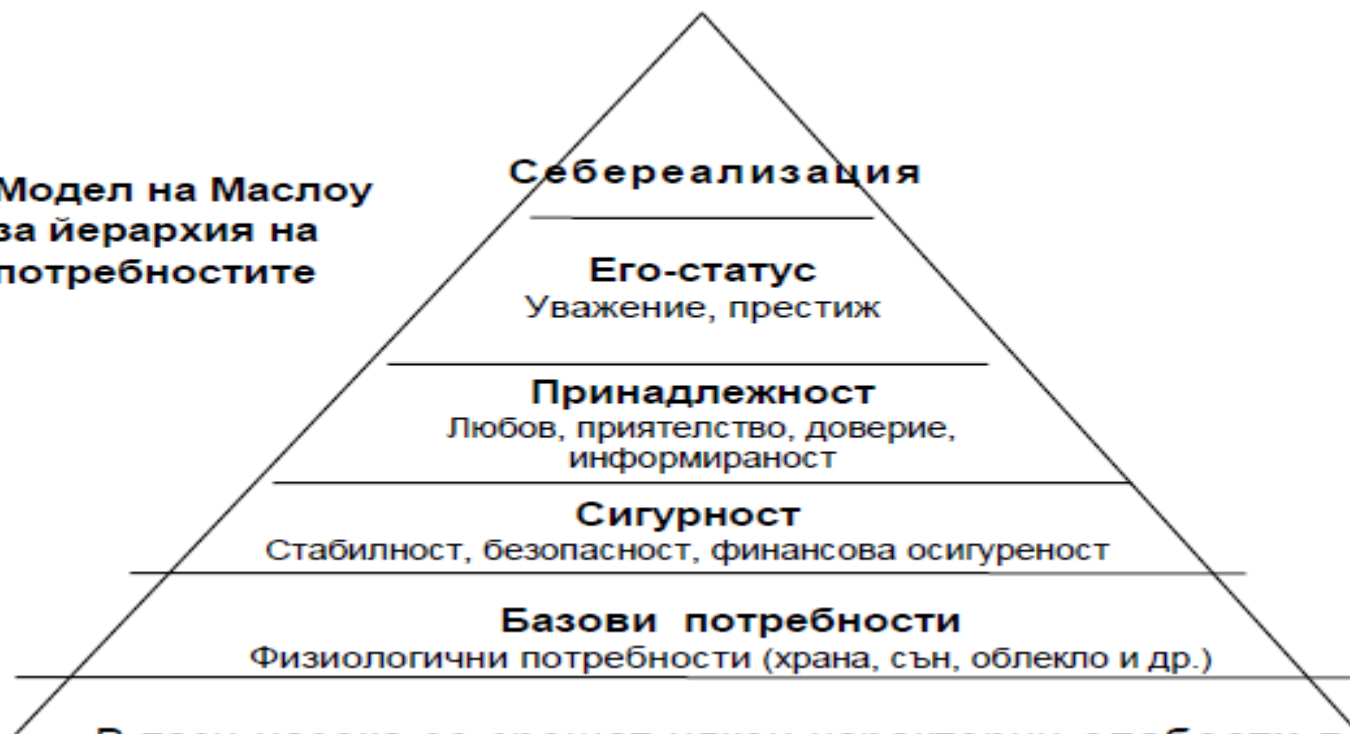 Себереализация
Модел на Маслоу
за йерархия на
потребностите
Его-статус
Уважение, престиж
Принадлежност
Любов, приятелство, доверие,
информираност
Сигурност
Стабилност, безопасност, финансова осигуреност
Базови потребности
Физиологични потребности (храна, сън, облекло и др.)